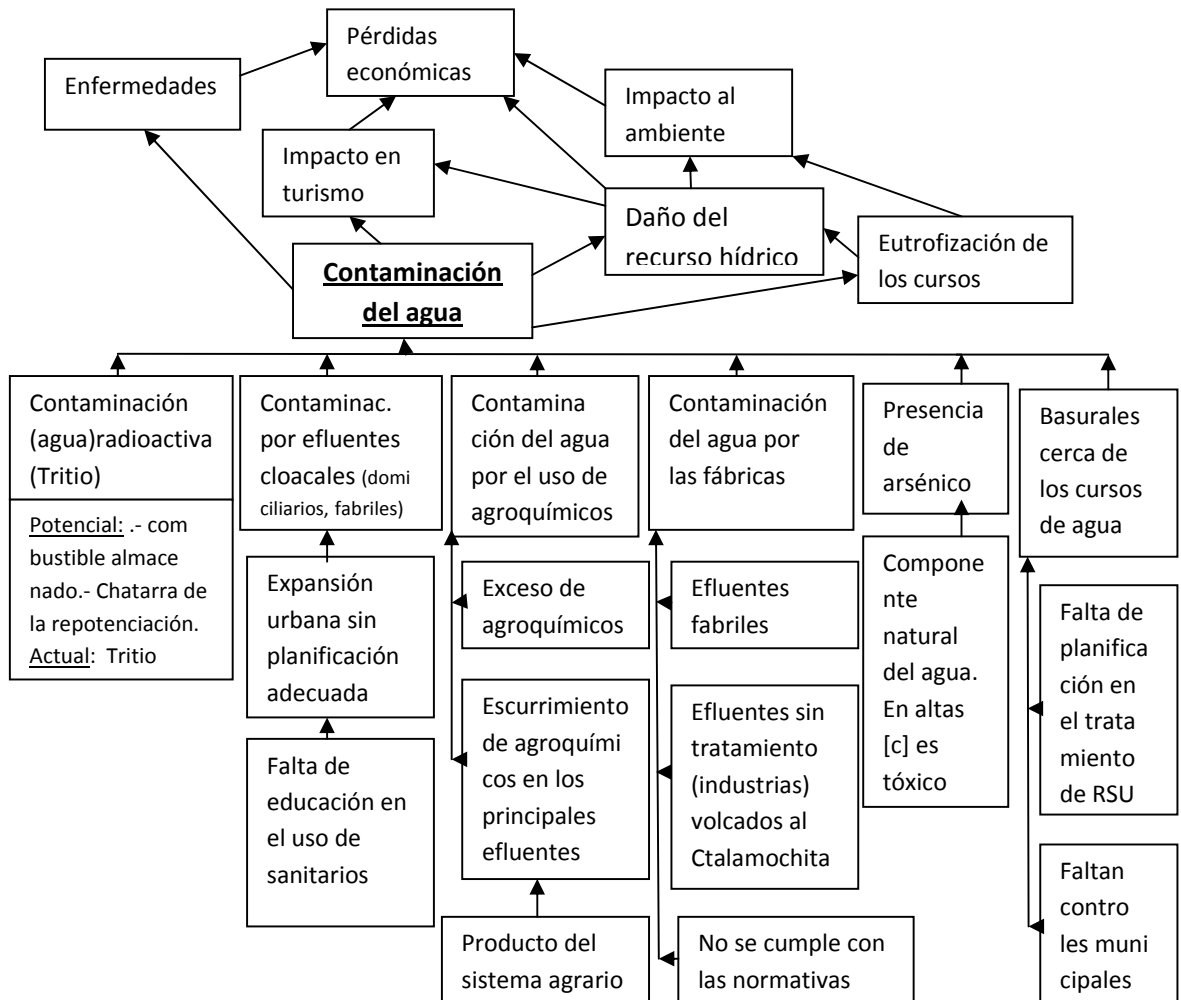 Pérdidas
económicas
Enfermedades
Impacto al
ambiente
Impacto en
turismo
Daño del
recurso hídrico
Eutrofización de
los cursos
Contaminación
del agua
Contaminación
(agua)radioactiva
(Tritio)
Potencial: .- com
bustible almace
nado.- Chatarra de
la repotenciación.
Actual: Tritio
Contaminac.
por efluentes
cloacales (domi
ciliarios, fabriles)
Expansión
urbana sin
planificación
adecuada
Falta de
educación en
el uso de
sanitarios
Contamina
ción del agua
por el uso de
agroquímicos
Exceso de
agroquímicos
Escurrimiento
de agroquími
cos en los
principales
efluentes
Producto del
sistema agrario
Contaminación
del agua por
las fábricas
Efluentes
fabriles
Efluentes sin
tratamiento
(industrias)
volcados al
Ctalamochita
No se cumple con
las normativas
Presencia
de
arsénico
Compone
nte
natural
del agua.
En altas
[c] es
tóxico
Basurales
cerca de
los cursos
de agua
Falta de
planifica
ción en
el trata
miento
de RSU
Faltan
contro
les muni
cipales